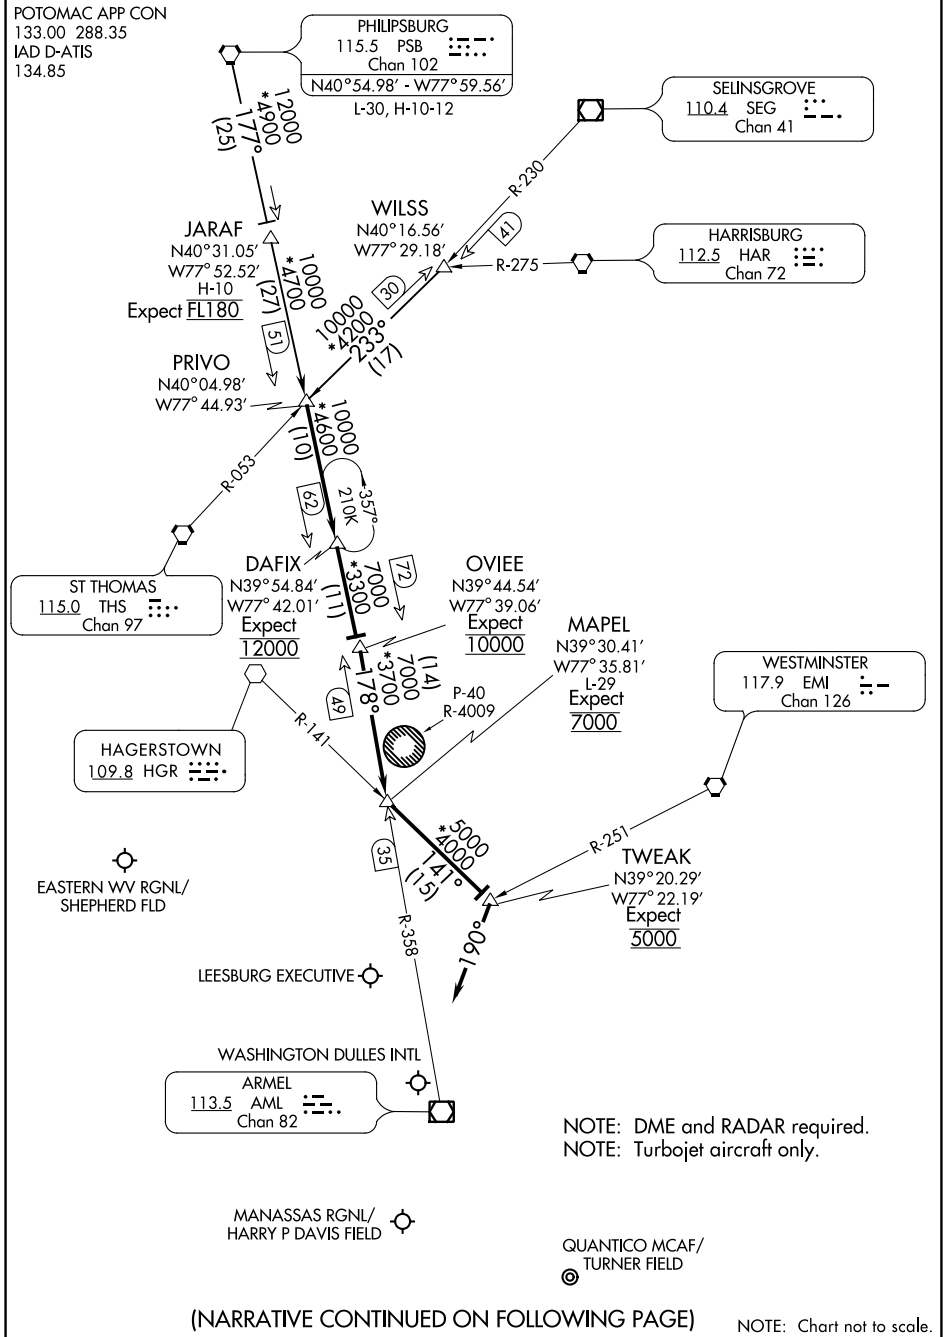 POTOMAC APP CON
133.00 288.35
IAD D-ATIS
134.85
PHILIPSBURG
115.5 PSB
Chan 102
N40°54.98' - W77°59.56'
L-30, H-10-12
SELINSGROVE
110.4 SEG
Chan 41
12000
*4900
177°
(25)
R-230
WILSS
N40°16.56'
W77°29.18'
41
HARRISBURG
112.5 HAR
Chan 72
R-275
JARAF
N40°31.05'
W77°52.52'
H-10
Expect FL180
10000
*4700
(27)
51
30
10000
*4200
233°
(17)
PRIVO
N40°04.98'
W77°44.93'
10000
*4600
(10)
R-053
62
357°
210K
ST THOMAS
115.0 THS
Chan 97
DAFIX
N39°54.84'
W77°42.01'
Expect
12000
7000
*3300
(11)
72
OVIEE
N39°44.54'
W77°39.06'
Expect
10000
MAPEL
N39°30.41'
W77°35.81'
L-29
Expect
7000
(14)
7000
*3700
178°
49
P-40
R-4009
WESTMINSTER
117.9 EMI
Chan 126
R-141
HAGERSTOWN
109.8 HGR
R-251
5000
*4000
141°
(15)
35
TWEAK
N39°20.29'
W77°22.19'
Expect
5000
EASTERN WV RGNL/
SHEPHERD FLD
R-358
190°
LEESBURG EXECUTIVE
WASHINGTON DULLES INTL
ARMEL
113.5 AML
Chan 82
NOTE: DME and RADAR required.
NOTE: Turbojet aircraft only.
MANASSAS RGNL/
HARRY P DAVIS FIELD
QUANTICO MCAF/
TURNER FIELD
(NARRATIVE CONTINUED ON FOLLOWING PAGE)
NOTE: Chart not to scale.